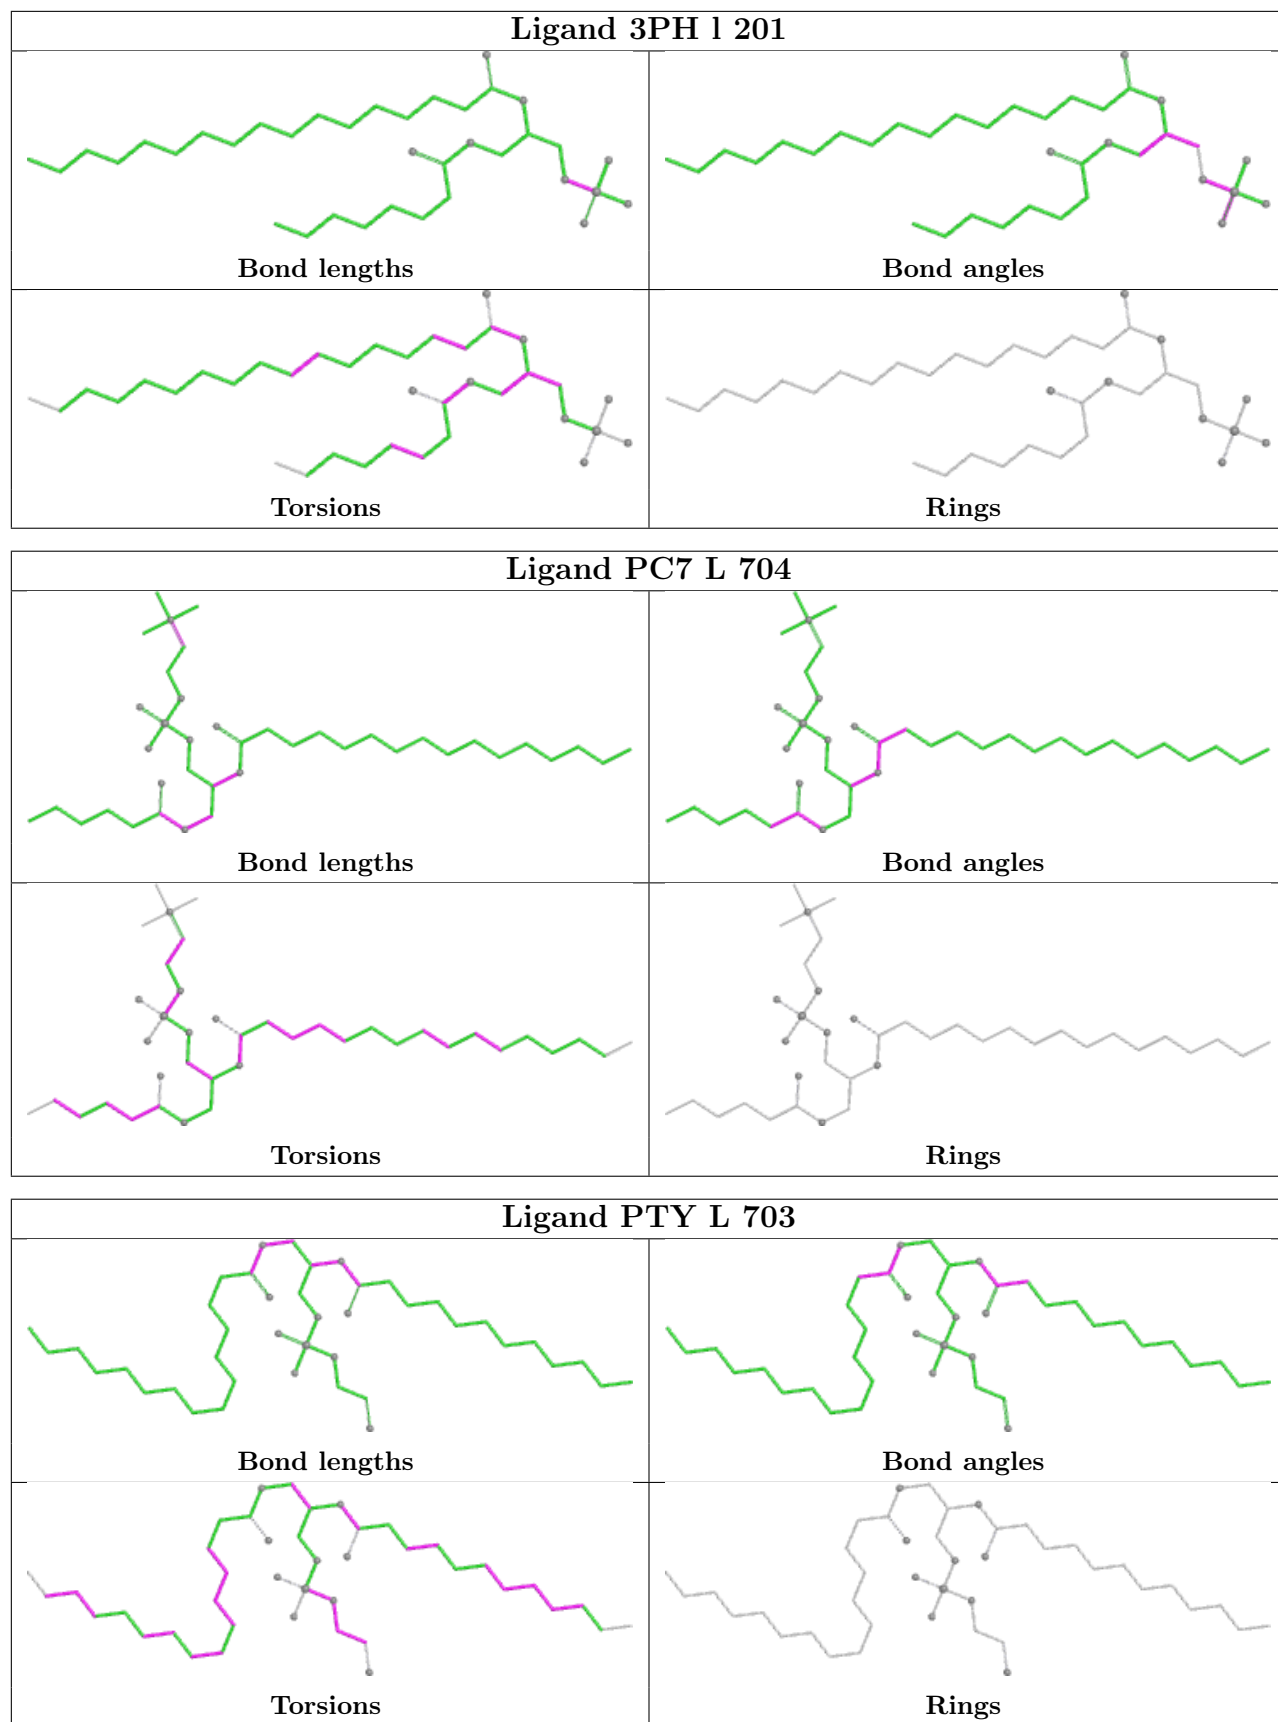 Ligand 3PH l 201
Bond lengths
Bond angles
Torsions
Rings
Ligand PC7 L 704
Bond lengths
Bond angles
Torsions
Rings
Ligand PTY L 703
Bond lengths
Bond angles
Torsions
Rings